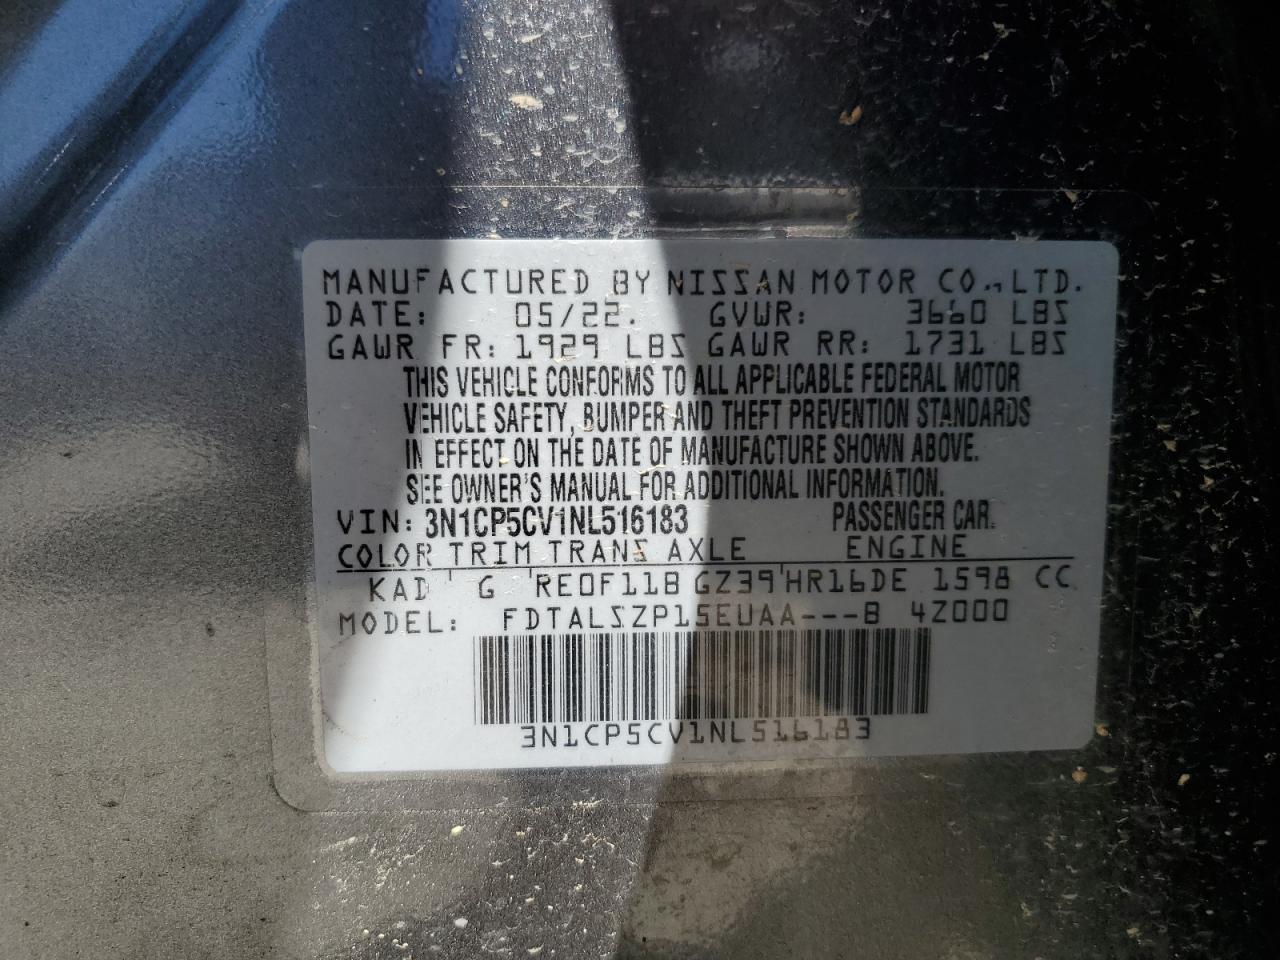 MANUFACTURED BY NISSAN MOTOR CO., LTD.
DATE: 05/22. GVWR: 3660 LBS
GAWR FR: 1929 LBS GAWR RR: 1731 LBS
THIS VEHICLE CONFORMS TO ALL APPLICABLE FEDERAL MOTOR
VEHICLE SAFETY, BUMPER AND THEFT PREVENTION STANDARDS
IN EFFECT ON THE DATE OF MANUFACTURE SHOWN ABOVE.
SEE OWNER'S MANUAL FOR ADDITIONAL INFORMATION.
VIN: 3N1CP5CV1NL516183 PASSENGER CAR.
COLOR TRIM TRANS AXLE ENGINE
KAD G RE0F11B GZ39 HR16DE 1598 CC
MODEL: FDTALSZP15EUAA---B 4Z000
3N1CP5CV1NL516183